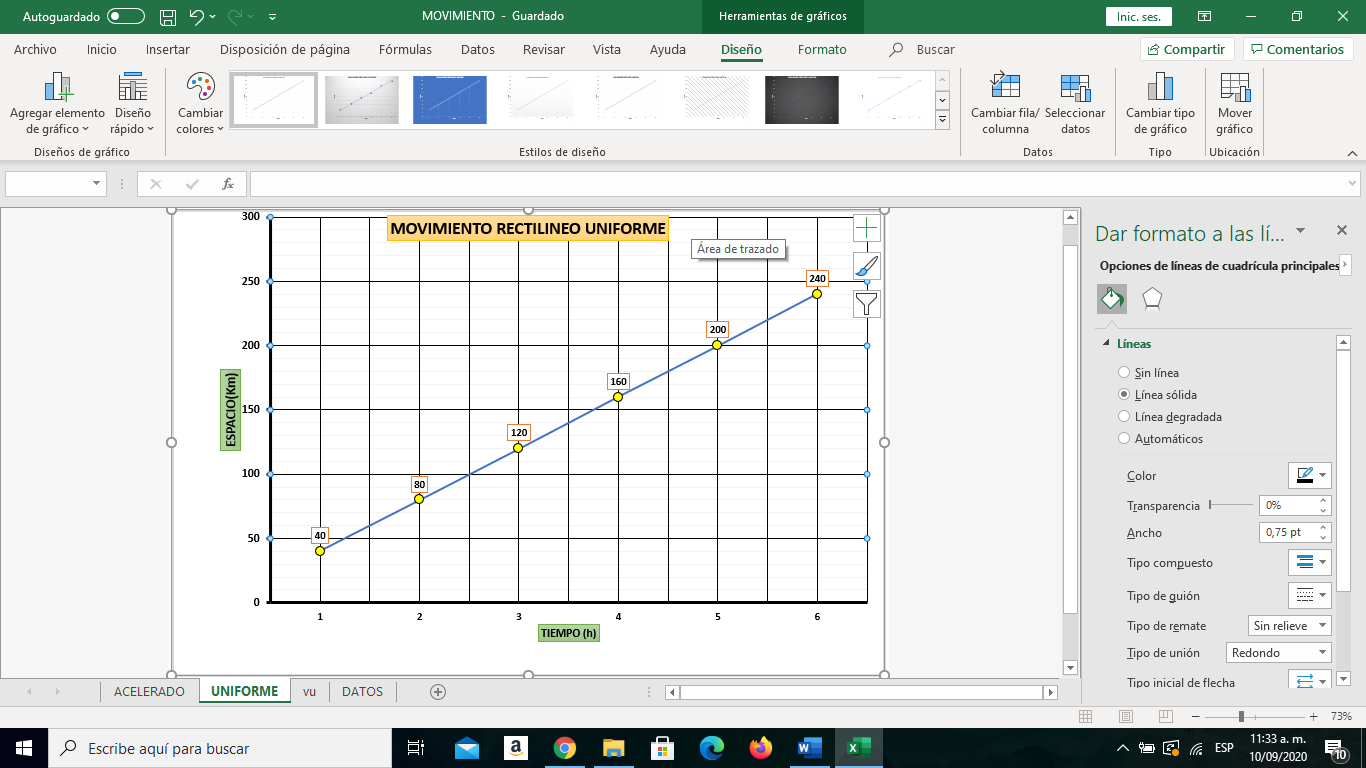 Autoguardado
MOVIMIENTO - Guardado
Herramientas de gráficos
Inic. ses.
Archivo Inicio Insertar Disposición de página Fórmulas Datos Revisar Vista Ayuda Diseño Formato Buscar
Compartir Comentarios
Agregar elemento de gráfico
Diseño rápido
Cambiar colores
Cambiar fila/ columna
Seleccionar datos
Cambiar tipo de gráfico
Mover gráfico
Diseños de gráfico
Estilos de diseño
Datos
Tipo
Ubicación
fx
MOVIMIENTO RECTILINEO UNIFORME
Área de trazado
300
250
200
150
100
50
0
ESPACIO(Km)
40
80
120
160
200
240
1 2 3 4 5 6
TIEMPO (h)
Dar formato a las lí...
Opciones de líneas de cuadrícula principales
Líneas
Sin línea
Línea sólida
Línea degradada
Automáticos
Color
Transparencia 0%
Ancho 0,75 pt
Tipo compuesto
Tipo de guión
Tipo de remate Sin relieve
Tipo de unión Redondo
Tipo inicial de flecha
ACELERADO UNIFORME vu DATOS
73%
Escribe aquí para buscar
a
W
X
ESP
11:33 a. m.
10/09/2020
10